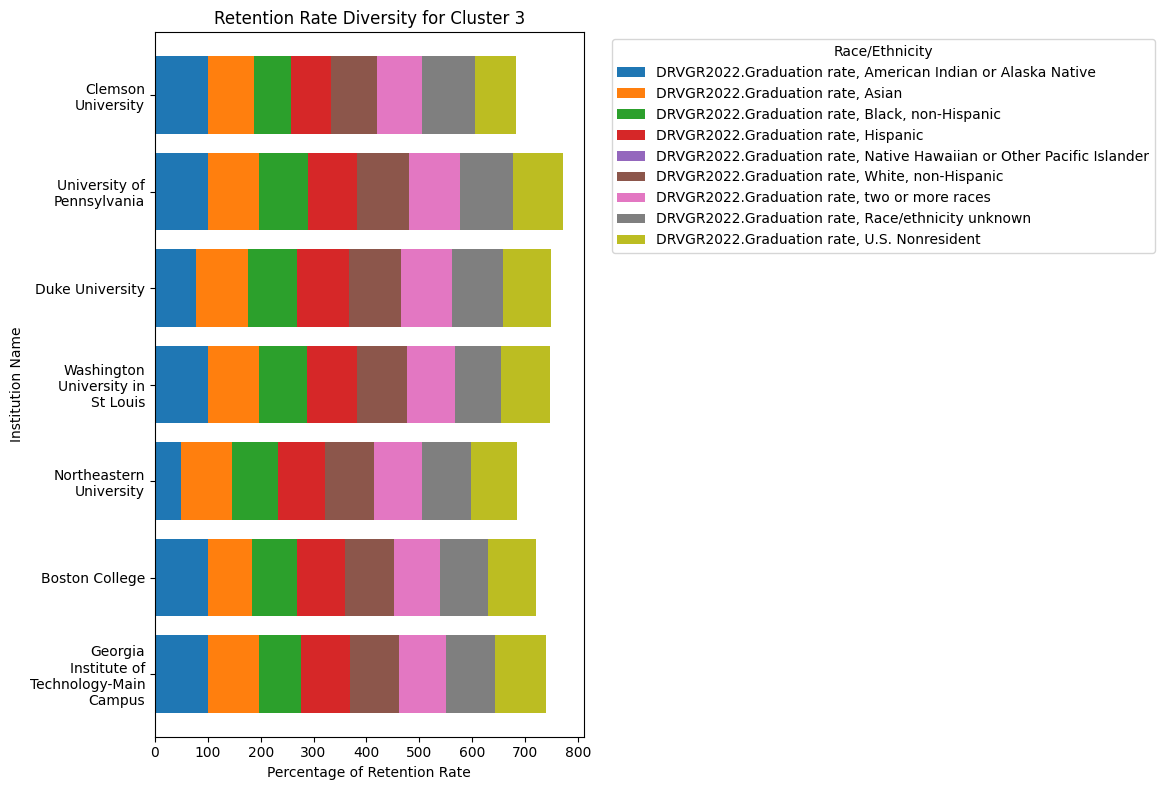 Retention Rate Diversity for Cluster 3
Institution Name
Clemson
University
University of
Pennsylvania
Duke University
Washington
University in
St Louis
Northeastern
University
Boston College
Georgia
Institute of
Technology-Main
Campus
0 100 200 300 400 500 600 700 800
Percentage of Retention Rate
Race/Ethnicity
DRVGR2022.Graduation rate, American Indian or Alaska Native
DRVGR2022.Graduation rate, Asian
DRVGR2022.Graduation rate, Black, non-Hispanic
DRVGR2022.Graduation rate, Hispanic
DRVGR2022.Graduation rate, Native Hawaiian or Other Pacific Islander
DRVGR2022.Graduation rate, White, non-Hispanic
DRVGR2022.Graduation rate, two or more races
DRVGR2022.Graduation rate, Race/ethnicity unknown
DRVGR2022.Graduation rate, U.S. Nonresident